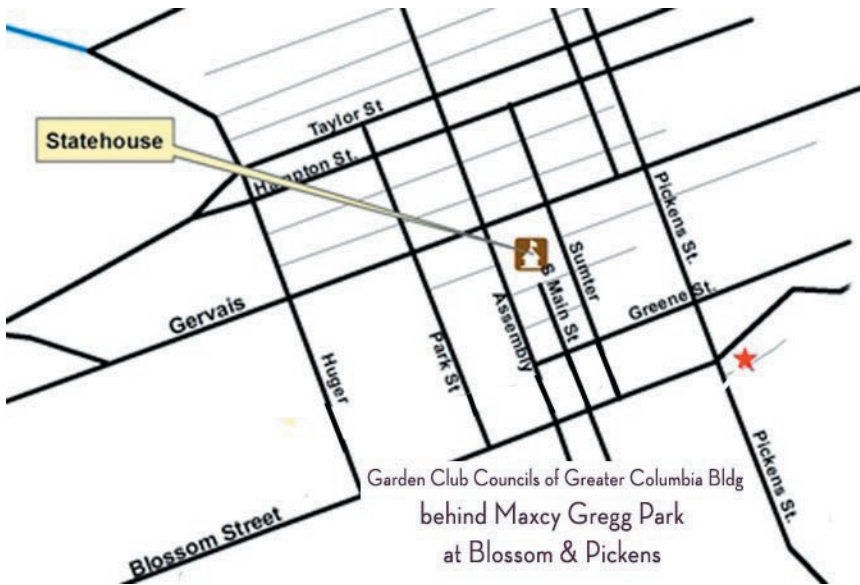 Taylor St
Statehouse
Hampton St.
Pickens St.
Sumter
S Main St
Greene St.
Gervais
Assembly
Park St
Huger
Pickens St.
Blossom Street
Garden Club Councils of Greater Columbia Bldg
behind Maxcy Gregg Park
at Blossom & Pickens